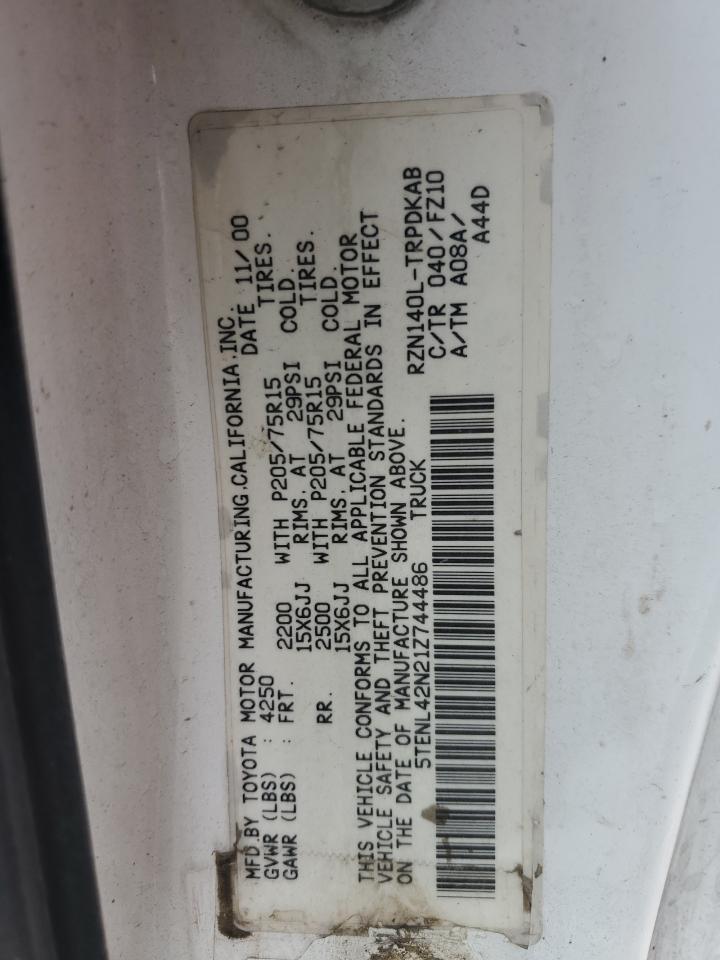 MFD.BY TOYOTA MOTOR MANUFACTURING.CALIFORNIA.INC.
GVWR (LBS) : 4250 DATE 11/00
GAWR (LBS) : FRT. 2200 WITH P205/75R15 TIRES.
15X6JJ RIMS. AT 29PSI COLD.
RR. 2500 WITH P205/75R15 TIRES.
15X6JJ RIMS. AT 29PSI COLD.
THIS VEHICLE CONFORMS TO ALL APPLICABLE FEDERAL MOTOR
VEHICLE SAFETY AND THEFT PREVENTION STANDARDS IN EFFECT
ON THE DATE OF MANUFACTURE SHOWN ABOVE.
5TENL42N21Z744486 TRUCK
RZN140L-TRPDKAB
C/TR 040/FZ10
A/TM A08A/
A44D